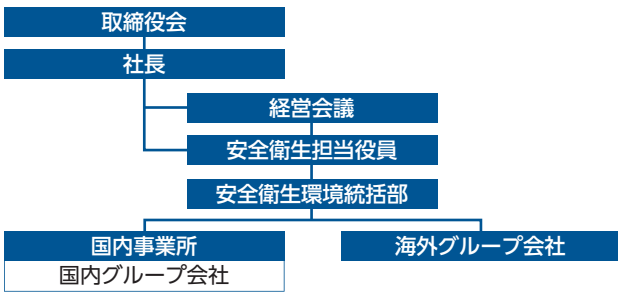 取締役会
社長
経営会議
安全衛生担当役員
安全衛生環境統括部
国内事業所
海外グループ会社
国内グループ会社